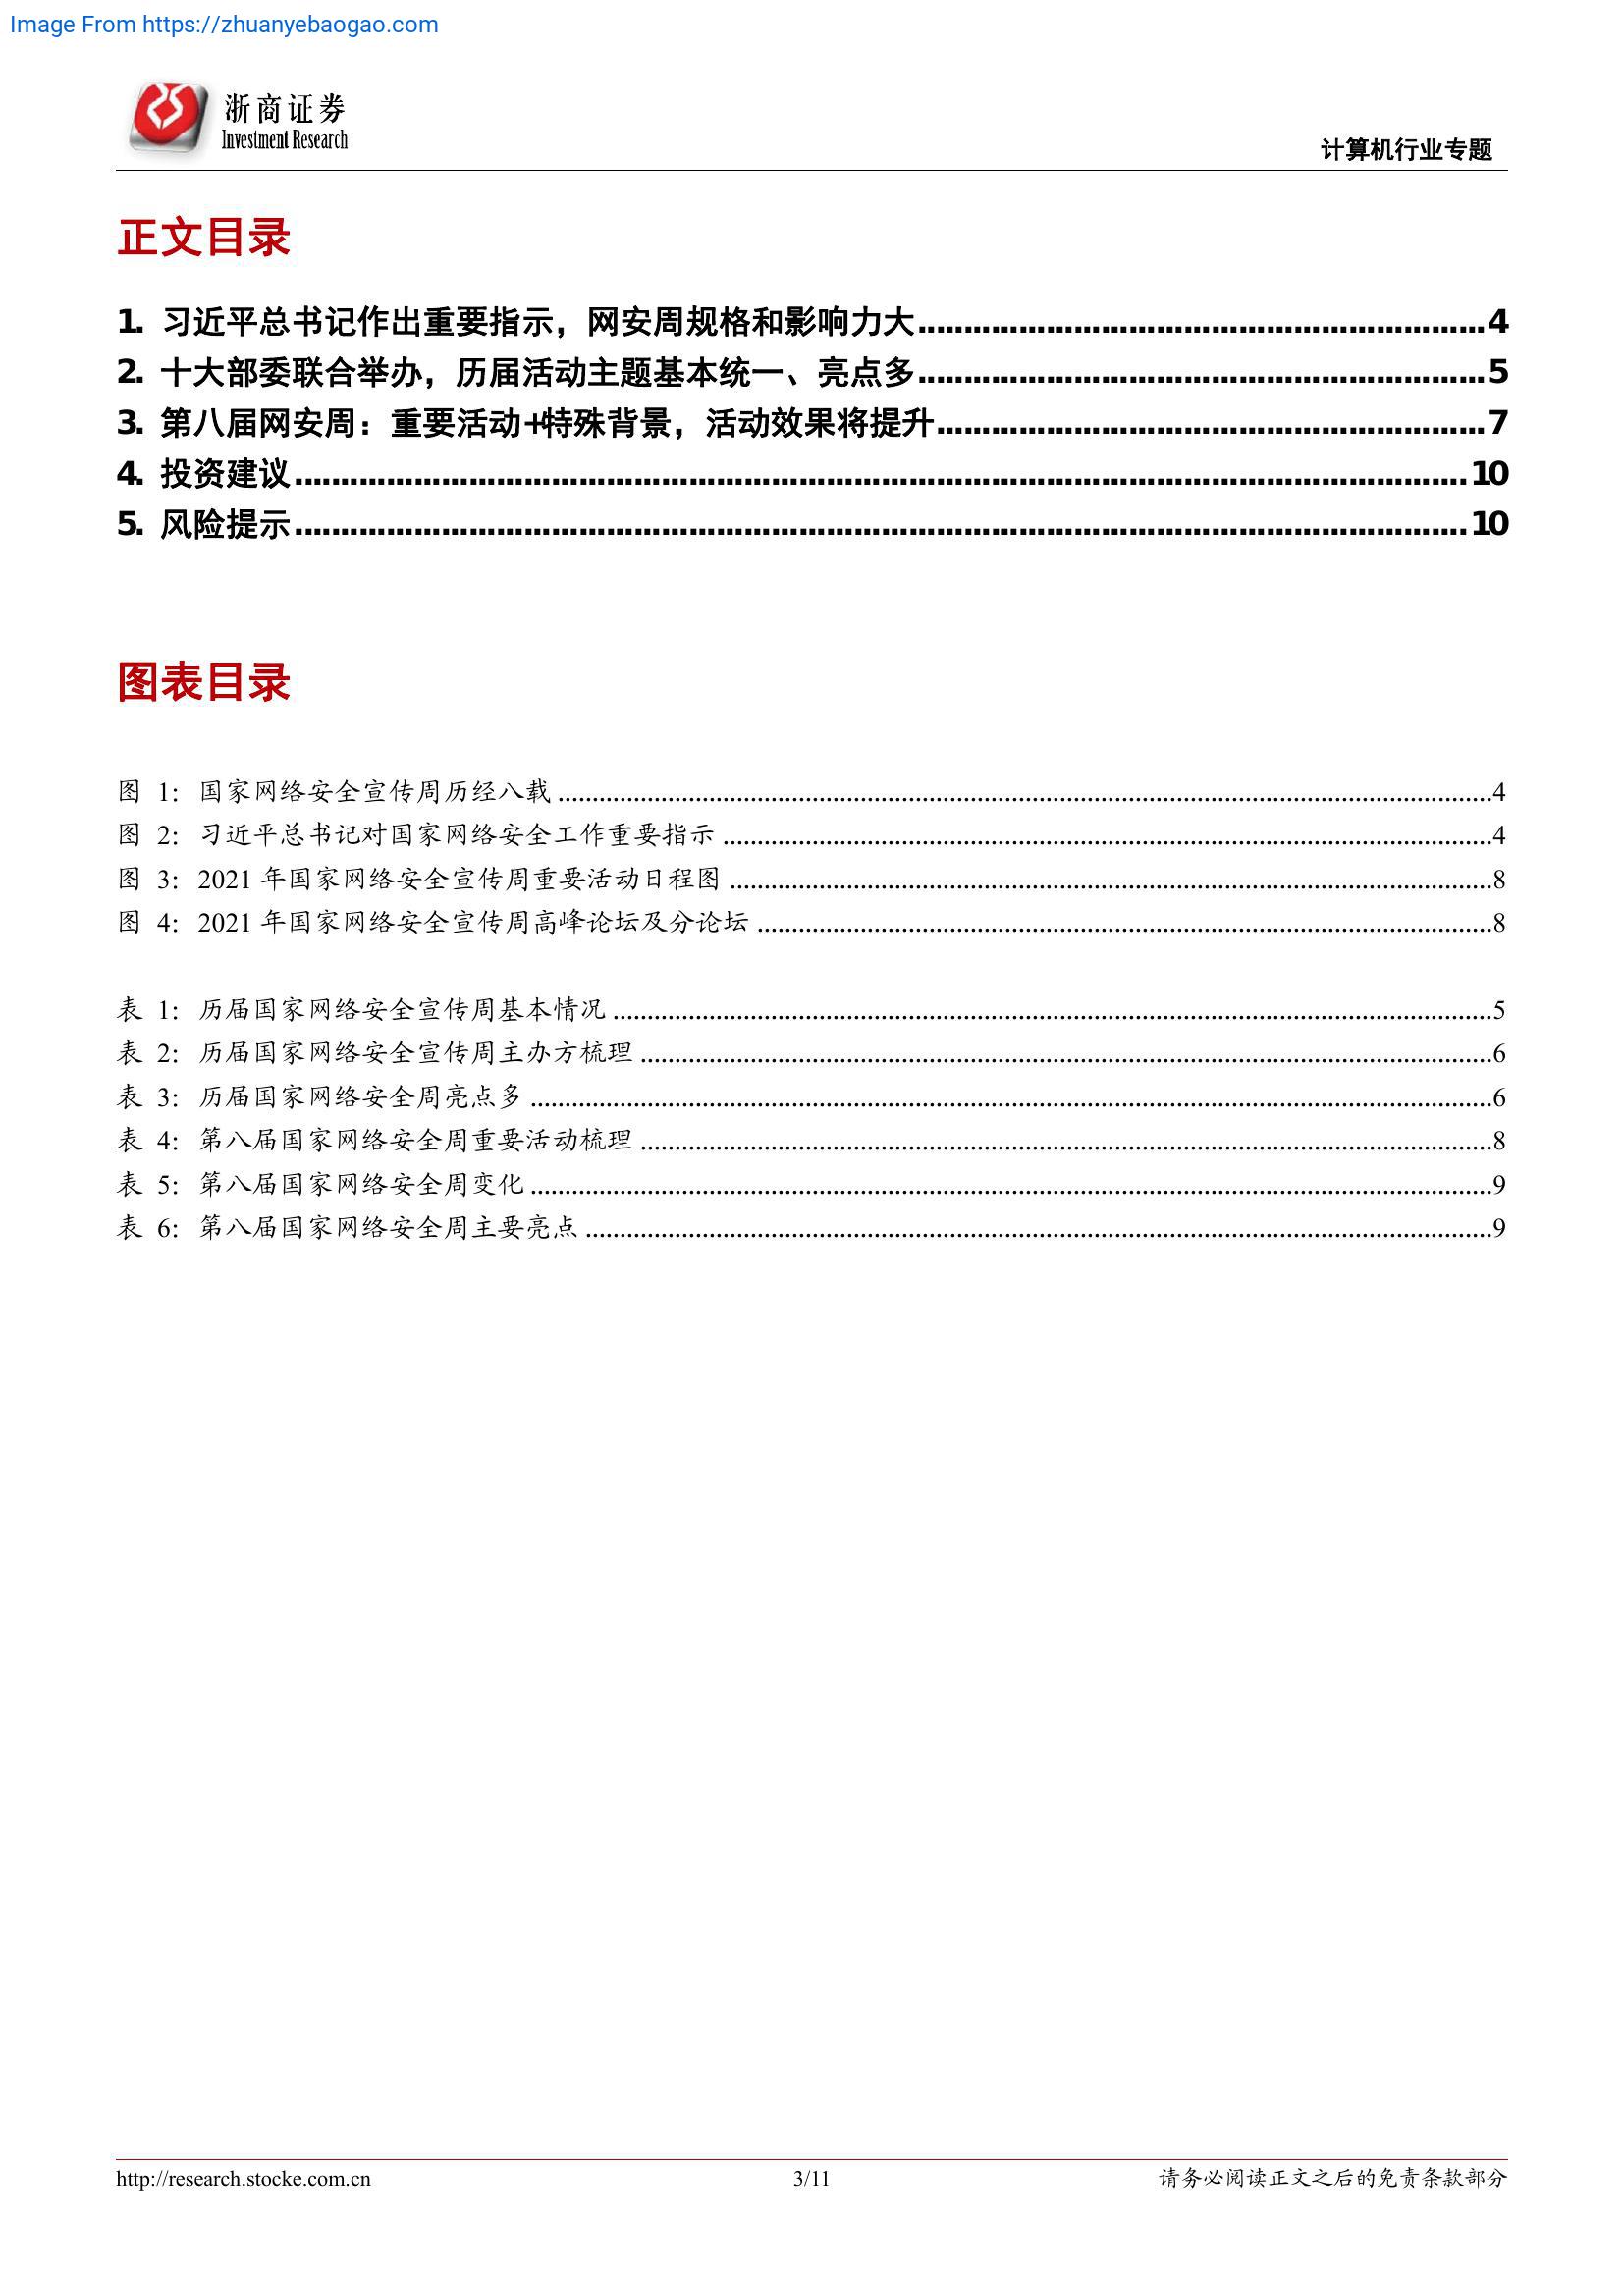 Image From https://zhuanyebaogao.com
浙商证券
Investment Research
计算机行业专题
正文目录
1. 习近平总书记作出重要指示，网安周规格和影响力大........................................4
2. 十大部委联合举办，历届活动主题基本统一、亮点多........................................5
3. 第八届网安周：重要活动+特殊背景，活动效果将提升........................................7
4. 投资建议........................................10
5. 风险提示........................................10
图表目录
图 1：国家网络安全宣传周历经八载........................................4
图 2：习近平总书记对国家网络安全工作重要指示........................................4
图 3：2021 年国家网络安全宣传周重要活动日程图........................................8
图 4：2021 年国家网络安全宣传周高峰论坛及分论坛........................................8
表 1：历届国家网络安全宣传周基本情况........................................5
表 2：历届国家网络安全宣传周主办方梳理........................................6
表 3：历届国家网络安全周亮点多........................................6
表 4：第八届国家网络安全周重要活动梳理........................................8
表 5：第八届国家网络安全周变化........................................9
表 6：第八届国家网络安全周主要亮点........................................9
http://research.stocke.com.cn
3/11
请务必阅读正文之后的免责条款部分